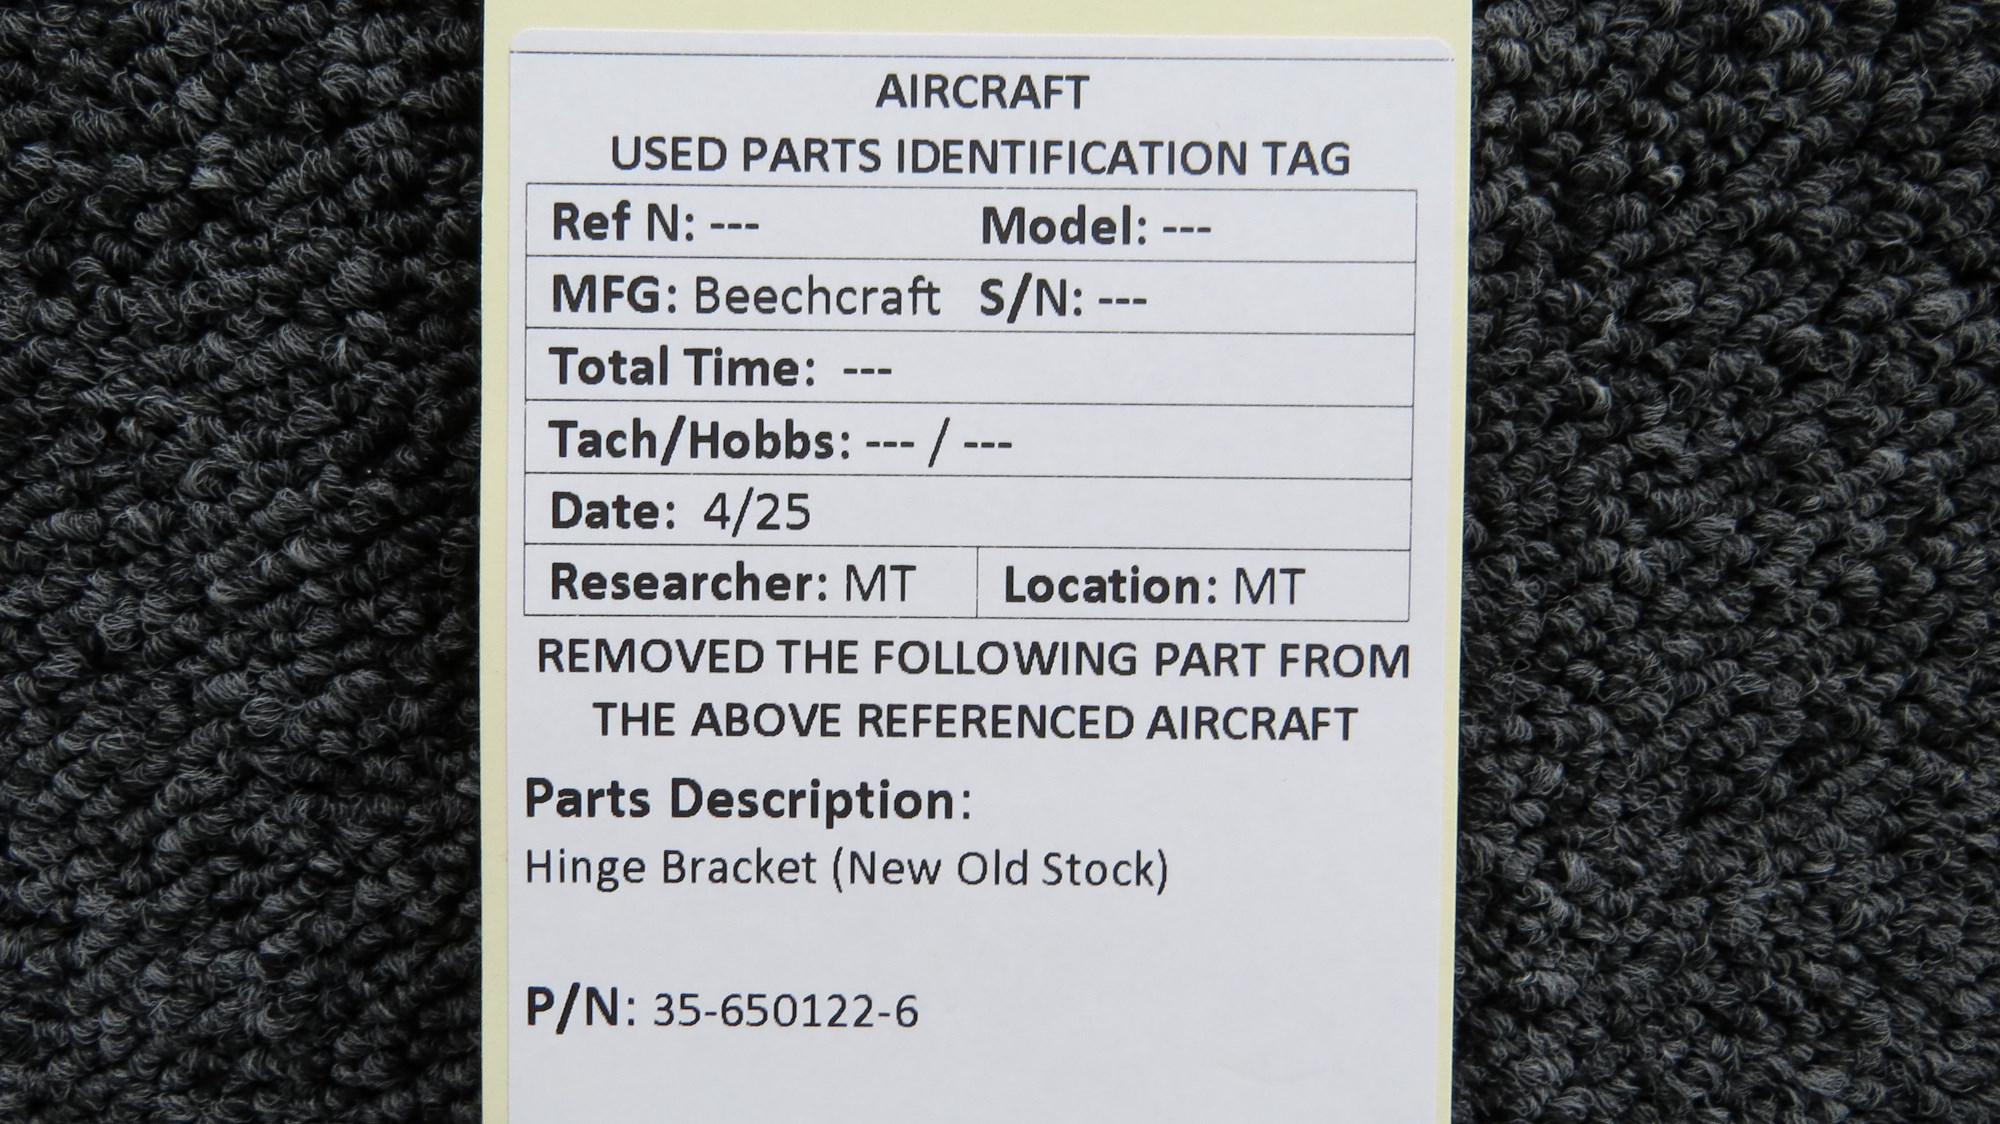 AIRCRAFT
USED PARTS IDENTIFICATION TAG
Ref N: --- Model: ---
MFG: Beechcraft S/N: ---
Total Time: ---
Tach/Hobbs: --- / ---
Date: 4/25
Researcher: MT Location: MT
REMOVED THE FOLLOWING PART FROM
THE ABOVE REFERENCED AIRCRAFT
Parts Description:
Hinge Bracket (New Old Stock)
P/N: 35-650122-6